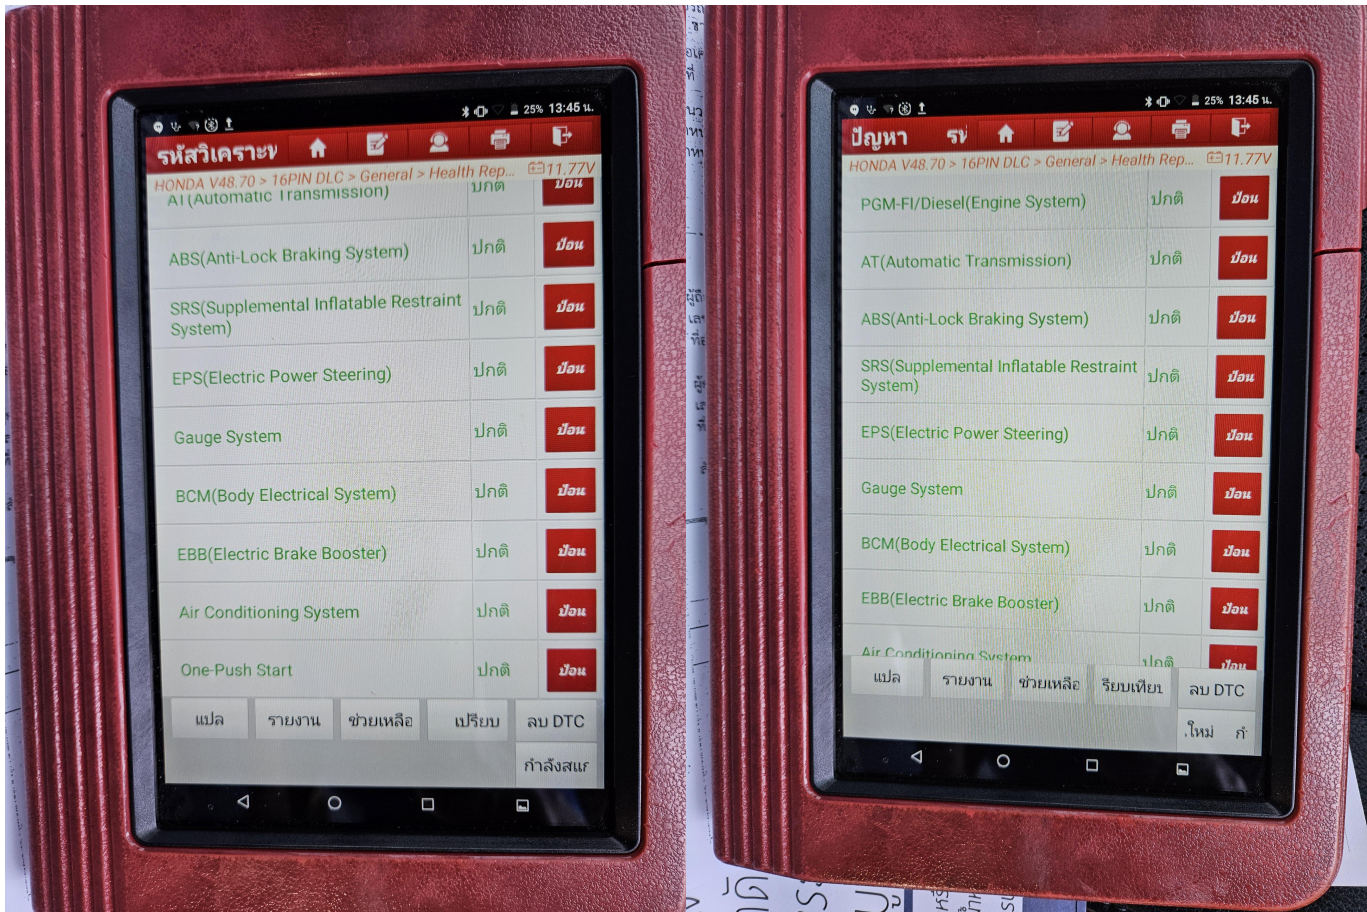 25% 13:45 น.
รหัสวิเคราะห
HONDA V48.70 > 16PIN DLC > General > Health Rep... 11.77V
AT(Automatic Transmission) ปกติ ป้อน
ABS(Anti-Lock Braking System) ปกติ ป้อน
SRS(Supplemental Inflatable Restraint
System) ปกติ ป้อน
EPS(Electric Power Steering) ปกติ ป้อน
Gauge System ปกติ ป้อน
BCM(Body Electrical System) ปกติ ป้อน
EBB(Electric Brake Booster) ปกติ ป้อน
Air Conditioning System ปกติ ป้อน
One-Push Start ปกติ ป้อน
แปล รายงาน ช่วยเหลือ เปรียบ ลบ DTC
กำลังสแก
25% 13:45 น.
ปัญหา รห
HONDA V48.70 > 16PIN DLC > General > Health Rep... 11.77V
PGM-FI/Diesel(Engine System) ปกติ ป้อน
AT(Automatic Transmission) ปกติ ป้อน
ABS(Anti-Lock Braking System) ปกติ ป้อน
SRS(Supplemental Inflatable Restraint
System) ปกติ ป้อน
EPS(Electric Power Steering) ปกติ ป้อน
Gauge System ปกติ ป้อน
BCM(Body Electrical System) ปกติ ป้อน
EBB(Electric Brake Booster) ปกติ ป้อน
Air Conditioning System ปกติ ป้อน
แปล รายงาน ช่วยเหลือ รียบเทียบ ลบ DTC
ใหม่ กำ